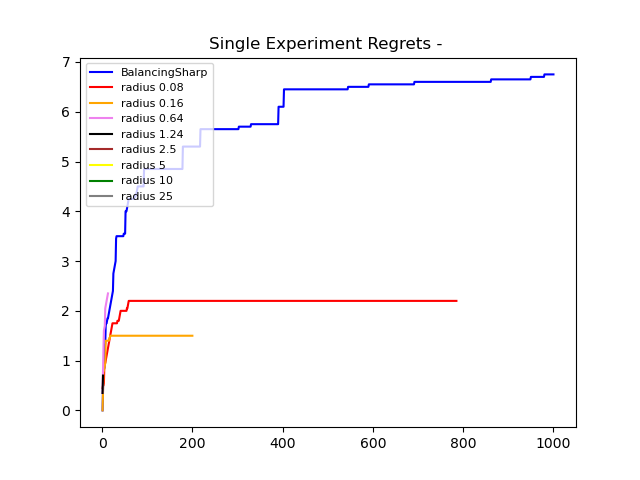 Single Experiment Regrets -
7
6
5
4
3
2
1
0
BalancingSharp
radius 0.08
radius 0.16
radius 0.64
radius 1.24
radius 2.5
radius 5
radius 10
radius 25
0 200 400 600 800 1000